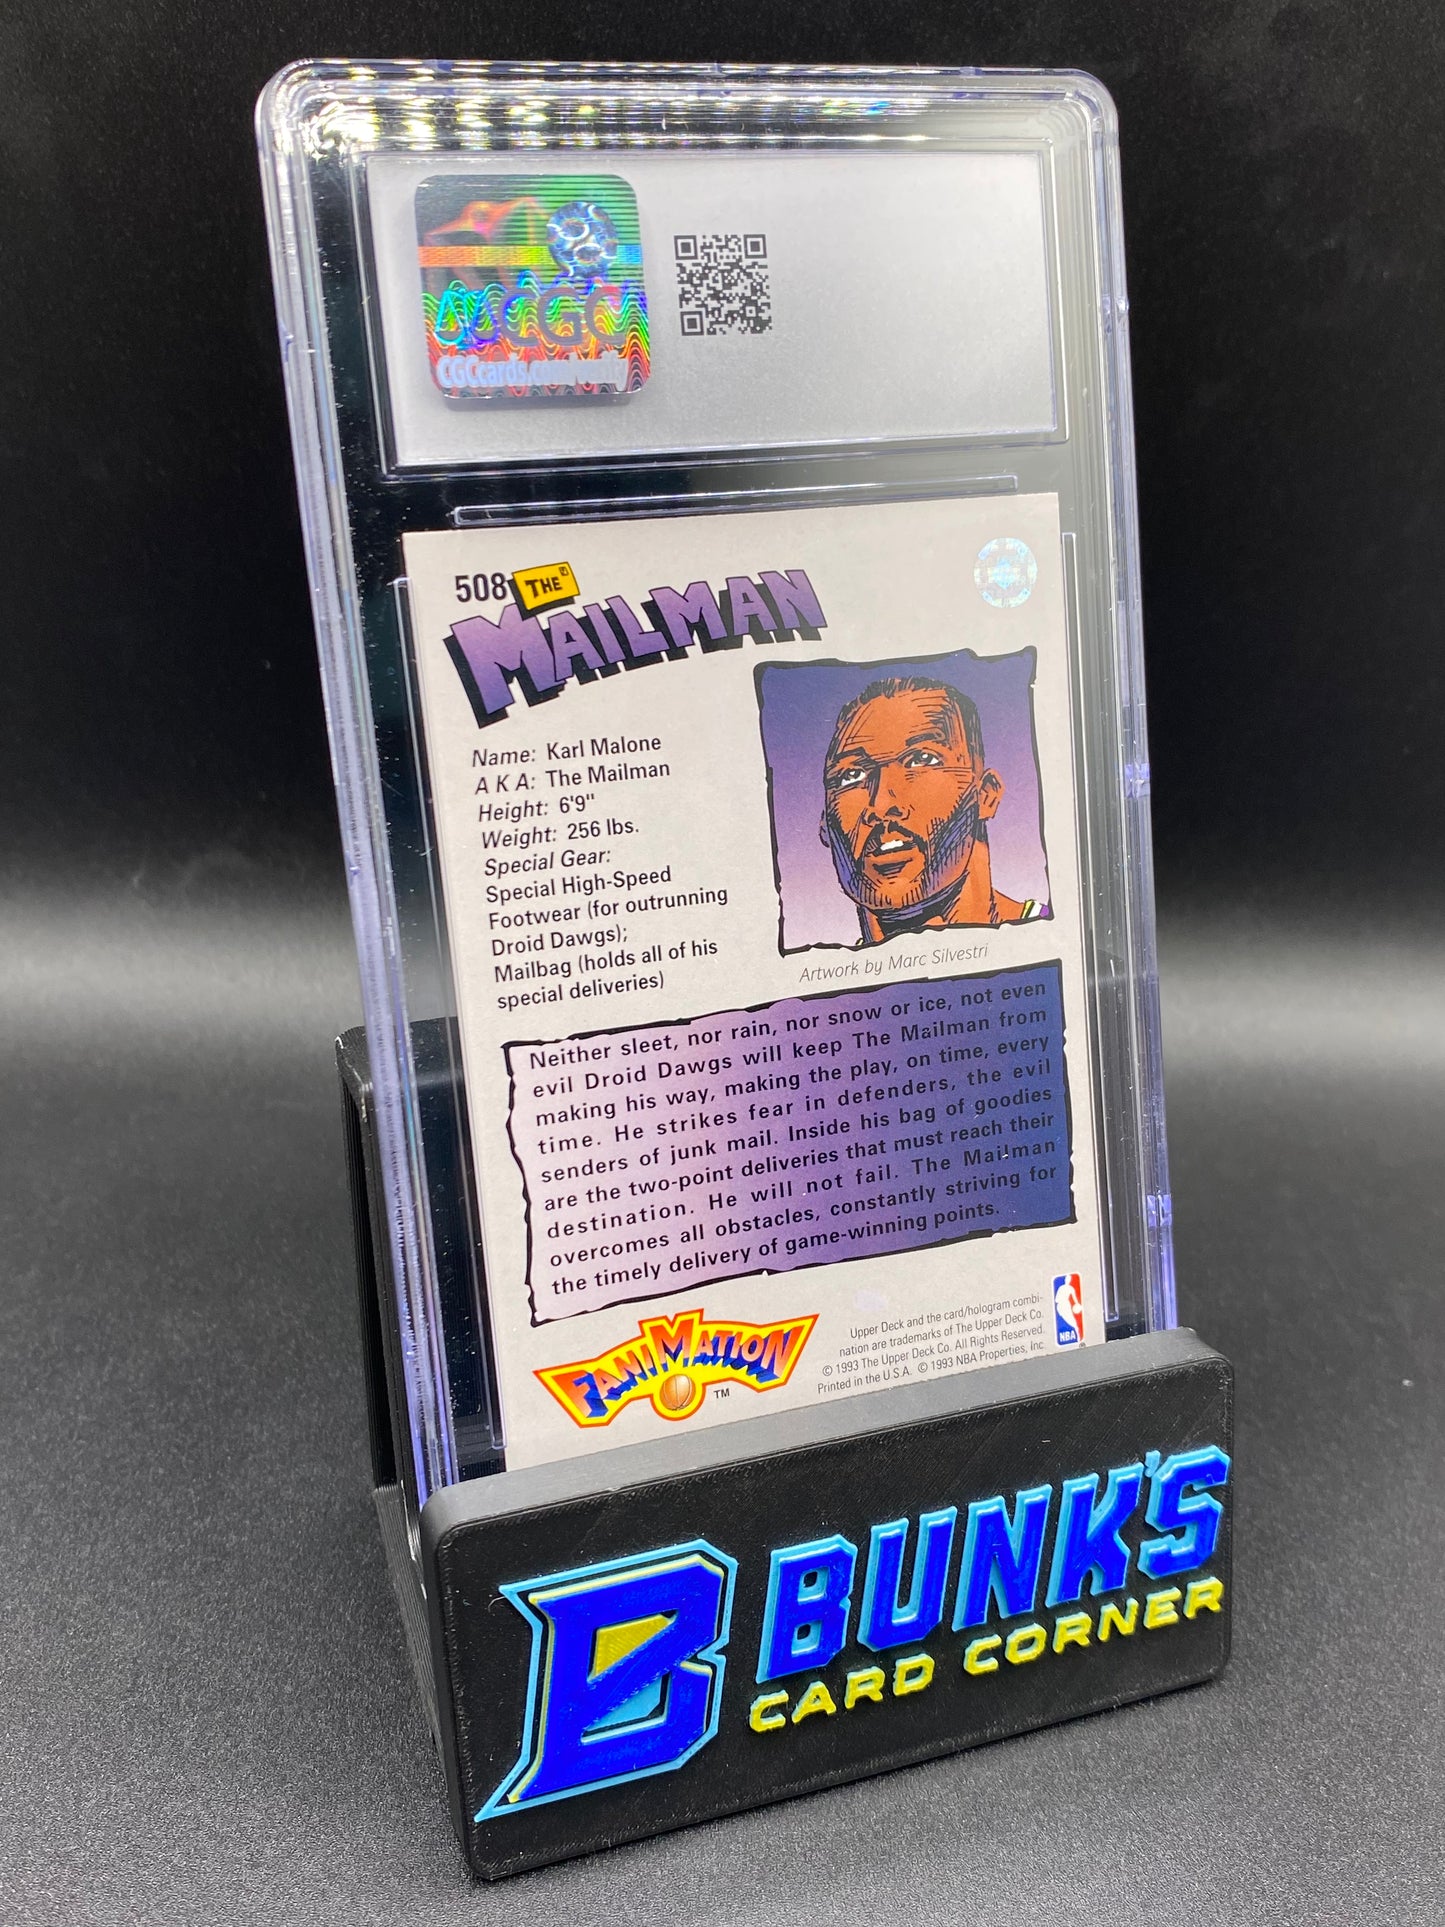 CGC
CGCcards.com/verify
508 THE
MAILMAN
Name: Karl Malone
A K A: The Mailman
Height: 6'9"
Weight: 256 lbs.
Special Gear:
Special High-Speed
Footwear (for outrunning
Droid Dawgs);
Mailbag (holds all of his
special deliveries)
Artwork by Marc Silvestri
Neither sleet, nor rain, nor snow or ice, not even
evil Droid Dawgs will keep The Mailman from
making his way, making the play, on time, every
time. He strikes fear in defenders, the evil
senders of junk mail. Inside his bag of goodies
are the two-point deliveries that must reach their
destination. He will not fail. The Mailman
overcomes all obstacles, constantly striving for
the timely delivery of game-winning points.
FANIMATION
TM
Upper Deck and the card/hologram combi-
nation are trademarks of The Upper Deck Co.
© 1993 The Upper Deck Co. All Rights Reserved.
Printed in the U.S.A. © 1993 NBA Properties, Inc.
NBA
®
B BUNK'S
CARD CORNER